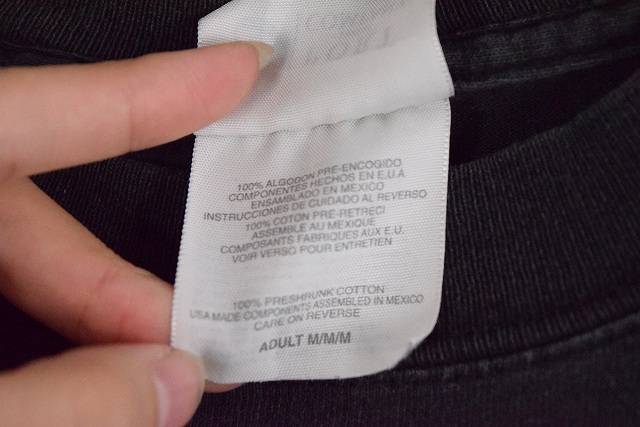 100% ALGODON PRE-ENCOGIDO
COMPONENTES HECHOS EN E.U.A.
ENSAMBLADO EN MEXICO
INSTRUCCIONES DE CUIDADO AL REVERSO
100% COTON PRE-RETRECI
ASSEMBLE AU MEXIQUE
COMPOSANTS FABRIQUES AUX E.U.
VOIR VERSO POUR ENTRETIEN
100% PRESHRUNK COTTON
USA MADE COMPONENTS ASSEMBLED IN MEXICO
CARE ON REVERSE
ADULT M/M/M